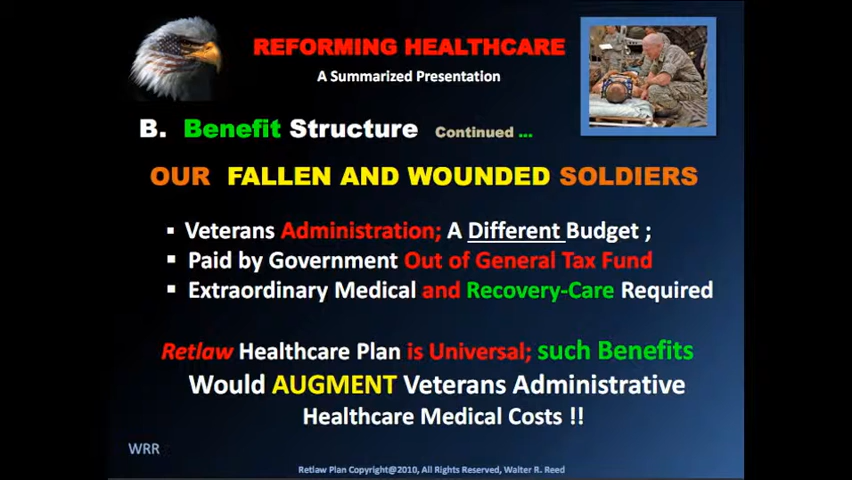 REFORMING HEALTHCARE
A Summarized Presentation
B. Benefit Structure Continued ...
OUR FALLEN AND WOUNDED SOLDIERS
▪ Veterans Administration; A Different Budget ;
▪ Paid by Government Out of General Tax Fund
▪ Extraordinary Medical and Recovery-Care Required
Retlaw Healthcare Plan is Universal; such Benefits
Would AUGMENT Veterans Administrative
Healthcare Medical Costs !!
WRR
Retlaw Plan Copyright@2010, All Rights Reserved, Walter R. Reed